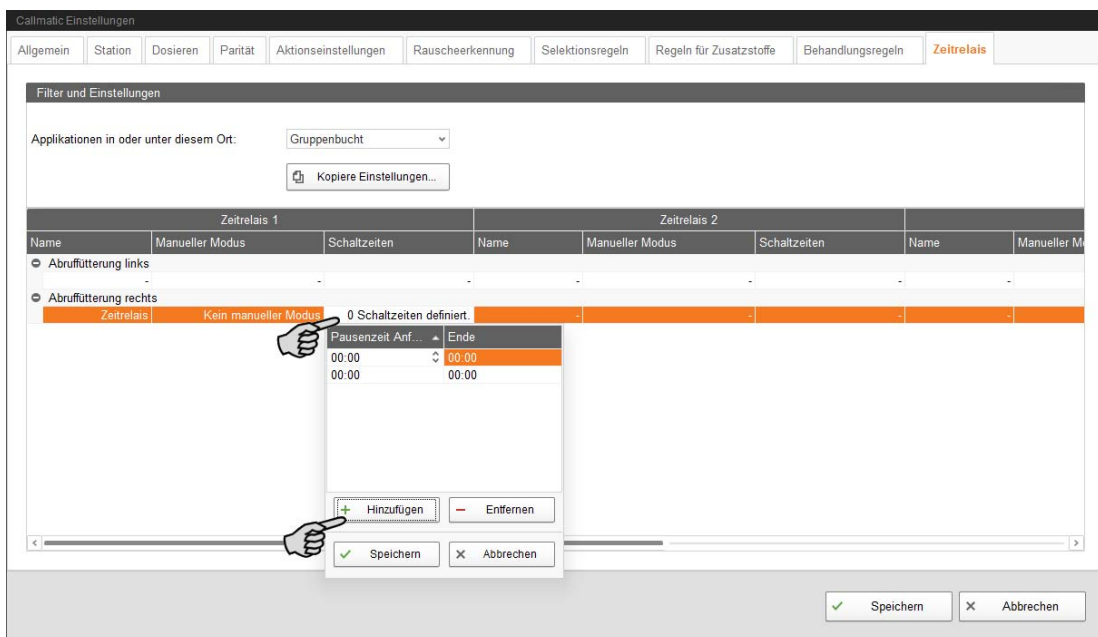 Callmatic Einstellungen
Allgemein Station Dosieren Parität Aktionseinstellungen Rauscheerkennung Selektionsregeln Regeln für Zusatzstoffe Behandlungsregeln Zeitrelais
Filter und Einstellungen
Applikationen in oder unter diesem Ort: Gruppenbucht
Kopiere Einstellungen...
Zeitrelais 1 Zeitrelais 2
Name Manueller Modus Schaltzeiten Name Manueller Modus Schaltzeiten Name Manueller M
Abruffütterung links
- - - - - - - -
Abruffütterung rechts
Zeitrelais Kein manueller Modus 0 Schaltzeiten definiert. - - - -
Pausenzeit Anf... Ende
00:00 00:00
00:00 00:00
Hinzufügen Entfernen
Speichern Abbrechen
Speichern Abbrechen